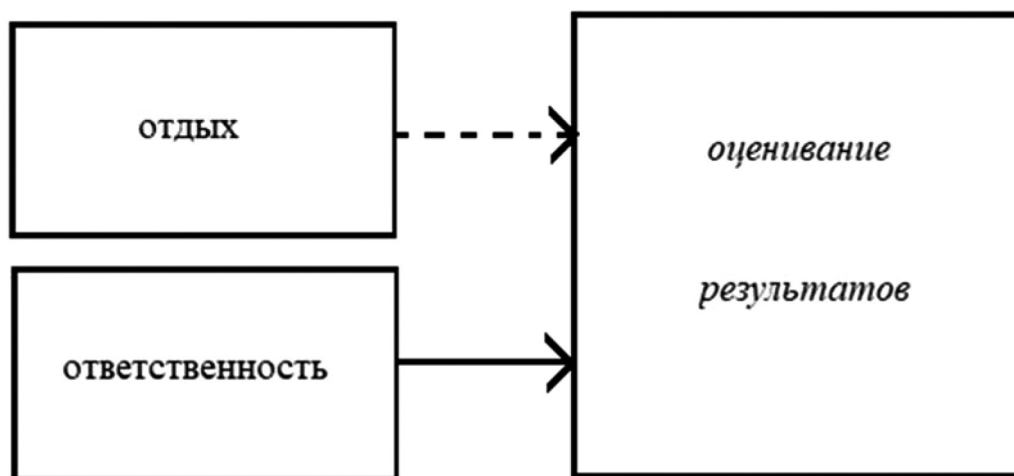 отдых
оценивание
результатов
ответственность